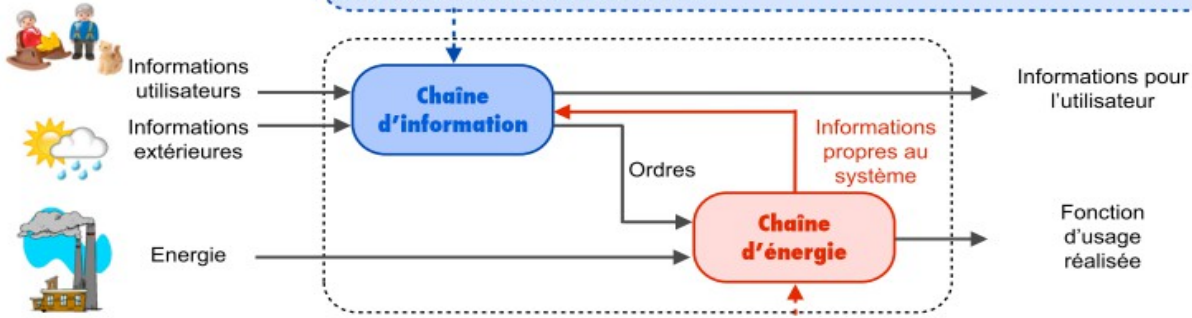 Informations
utilisateurs
Chaîne
d'information
Informations pour
l'utilisateur
Informations
extérieures
Informations
propres au
système
Ordres
Energie
Chaîne
d'énergie
Fonction
d'usage
réalisée